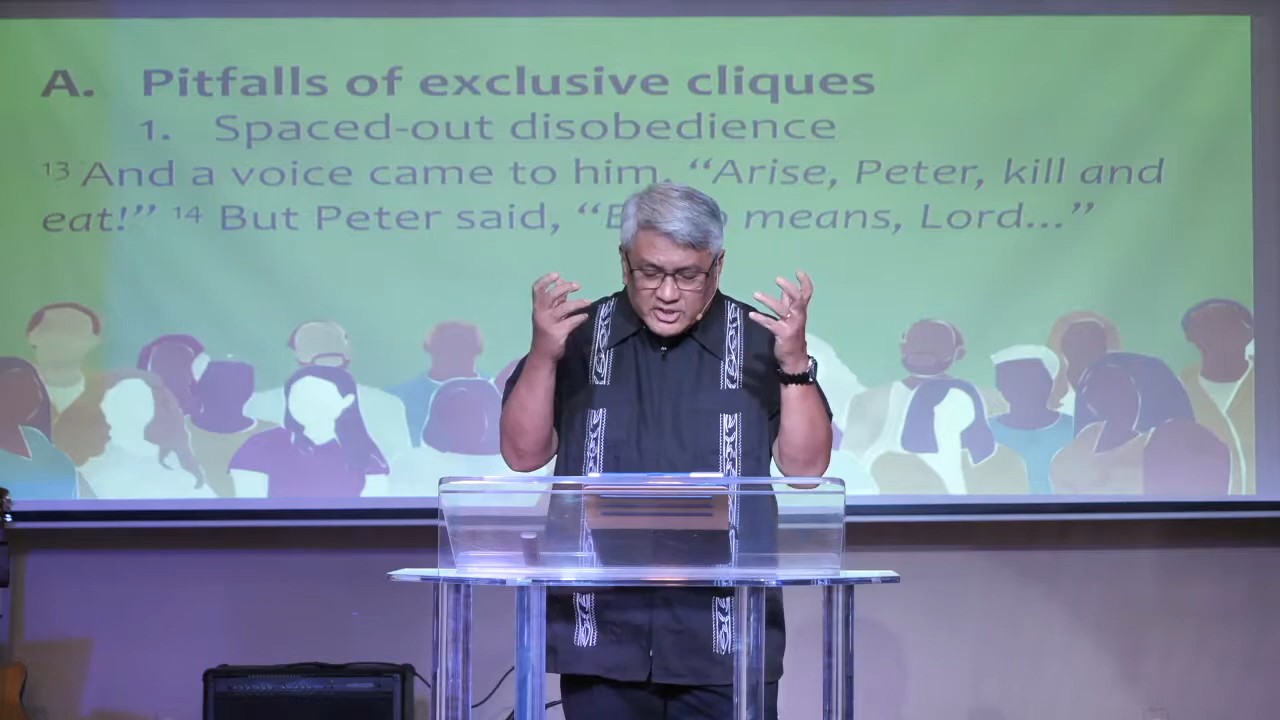 A. Pitfalls of exclusive cliques
1. Spaced-out disobedience
13 And a voice came to him, “Arise, Peter, kill and
eat!” 14 But Peter said, “ means, Lord...”